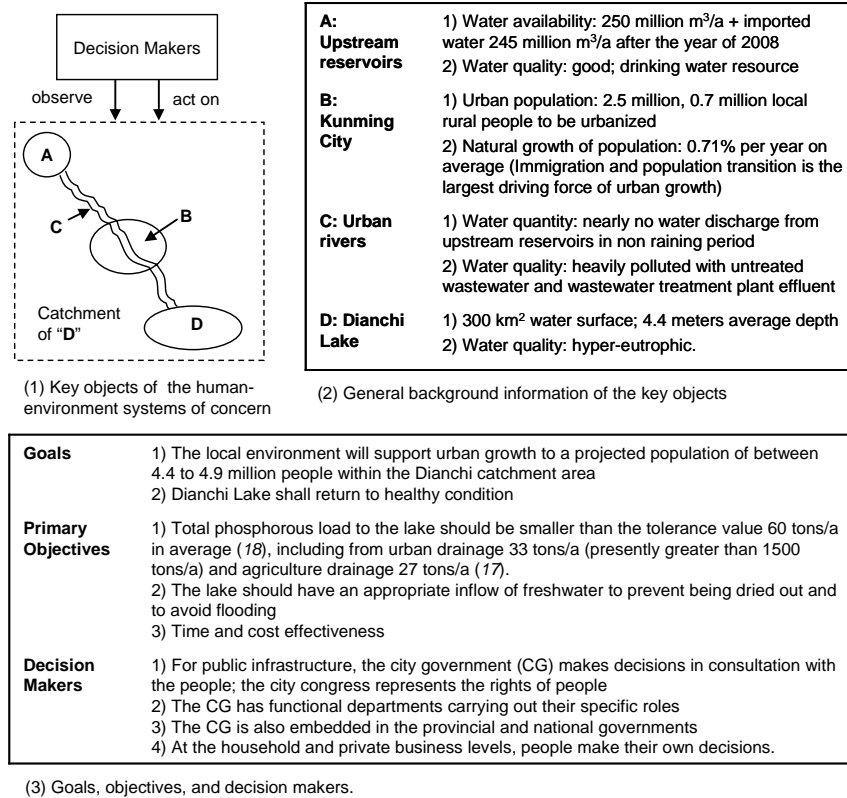 Decision Makers
observe
act on
A
C
B
Catchment
of “D”
D
(1) Key objects of the human-
environment systems of concern
A:
Upstream
reservoirs
1) Water availability: 250 million m³/a + imported
water 245 million m³/a after the year of 2008
2) Water quality: good; drinking water resource
B:
Kunming
City
1) Urban population: 2.5 million, 0.7 million local
rural people to be urbanized
2) Natural growth of population: 0.71% per year on
average (Immigration and population transition is the
largest driving force of urban growth)
C: Urban
rivers
1) Water quantity: nearly no water discharge from
upstream reservoirs in non raining period
2) Water quality: heavily polluted with untreated
wastewater and wastewater treatment plant effluent
D: Dianchi
Lake
1) 300 km² water surface; 4.4 meters average depth
2) Water quality: hyper-eutrophic.
(2) General background information of the key objects
Goals
1) The local environment will support urban growth to a projected population of between
4.4 to 4.9 million people within the Dianchi catchment area
2) Dianchi Lake shall return to healthy condition
Primary
Objectives
1) Total phosphorous load to the lake should be smaller than the tolerance value 60 tons/a
in average (18), including from urban drainage 33 tons/a (presently greater than 1500
tons/a) and agriculture drainage 27 tons/a (17).
2) The lake should have an appropriate inflow of freshwater to prevent being dried out and
to avoid flooding
3) Time and cost effectiveness
Decision
Makers
1) For public infrastructure, the city government (CG) makes decisions in consultation with
the people; the city congress represents the rights of people
2) The CG has functional departments carrying out their specific roles
3) The CG is also embedded in the provincial and national governments
4) At the household and private business levels, people make their own decisions.
(3) Goals, objectives, and decision makers.